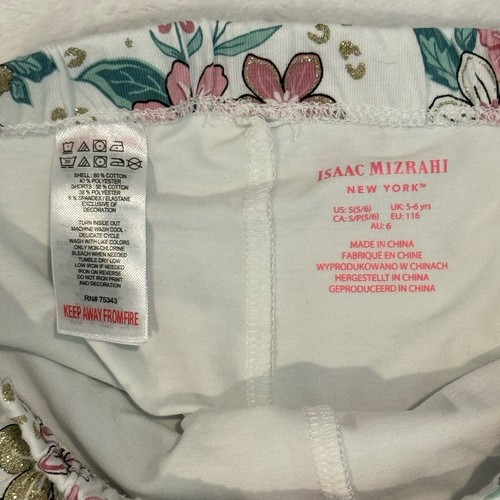 SHELL: 60 % COTTON
40 % POLYESTER
SHORTS: 56 % COTTON
38 % POLYESTER
6 % SPANDEX / ELASTANE
EXCLUSIVE OF
DECORATION
TURN INSIDE OUT
MACHINE WASH COOL -
DELICATE CYCLE
WASH WITH LIKE COLORS
ONLY NON-CHLORINE
BLEACH WHEN NEEDED
TUMBLE DRY LOW
LOW IRON IF NEEDED
IRON ON REVERSE
DO NOT IRON PRINT
AND DECORATION
RN# 75343
KEEP AWAY FROM FIRE
ISAAC MIZRAHI
NEW YORK™
US: S(5/6) UK: 5-6 yrs
CA: S/P(5/6) EU: 116
AU: 6
MADE IN CHINA
FABRIQUÉ EN CHINE
WYPRODUKOWANO W CHINACH
HERGESTELLT IN CHINA
GEPRODUCEERD IN CHINA